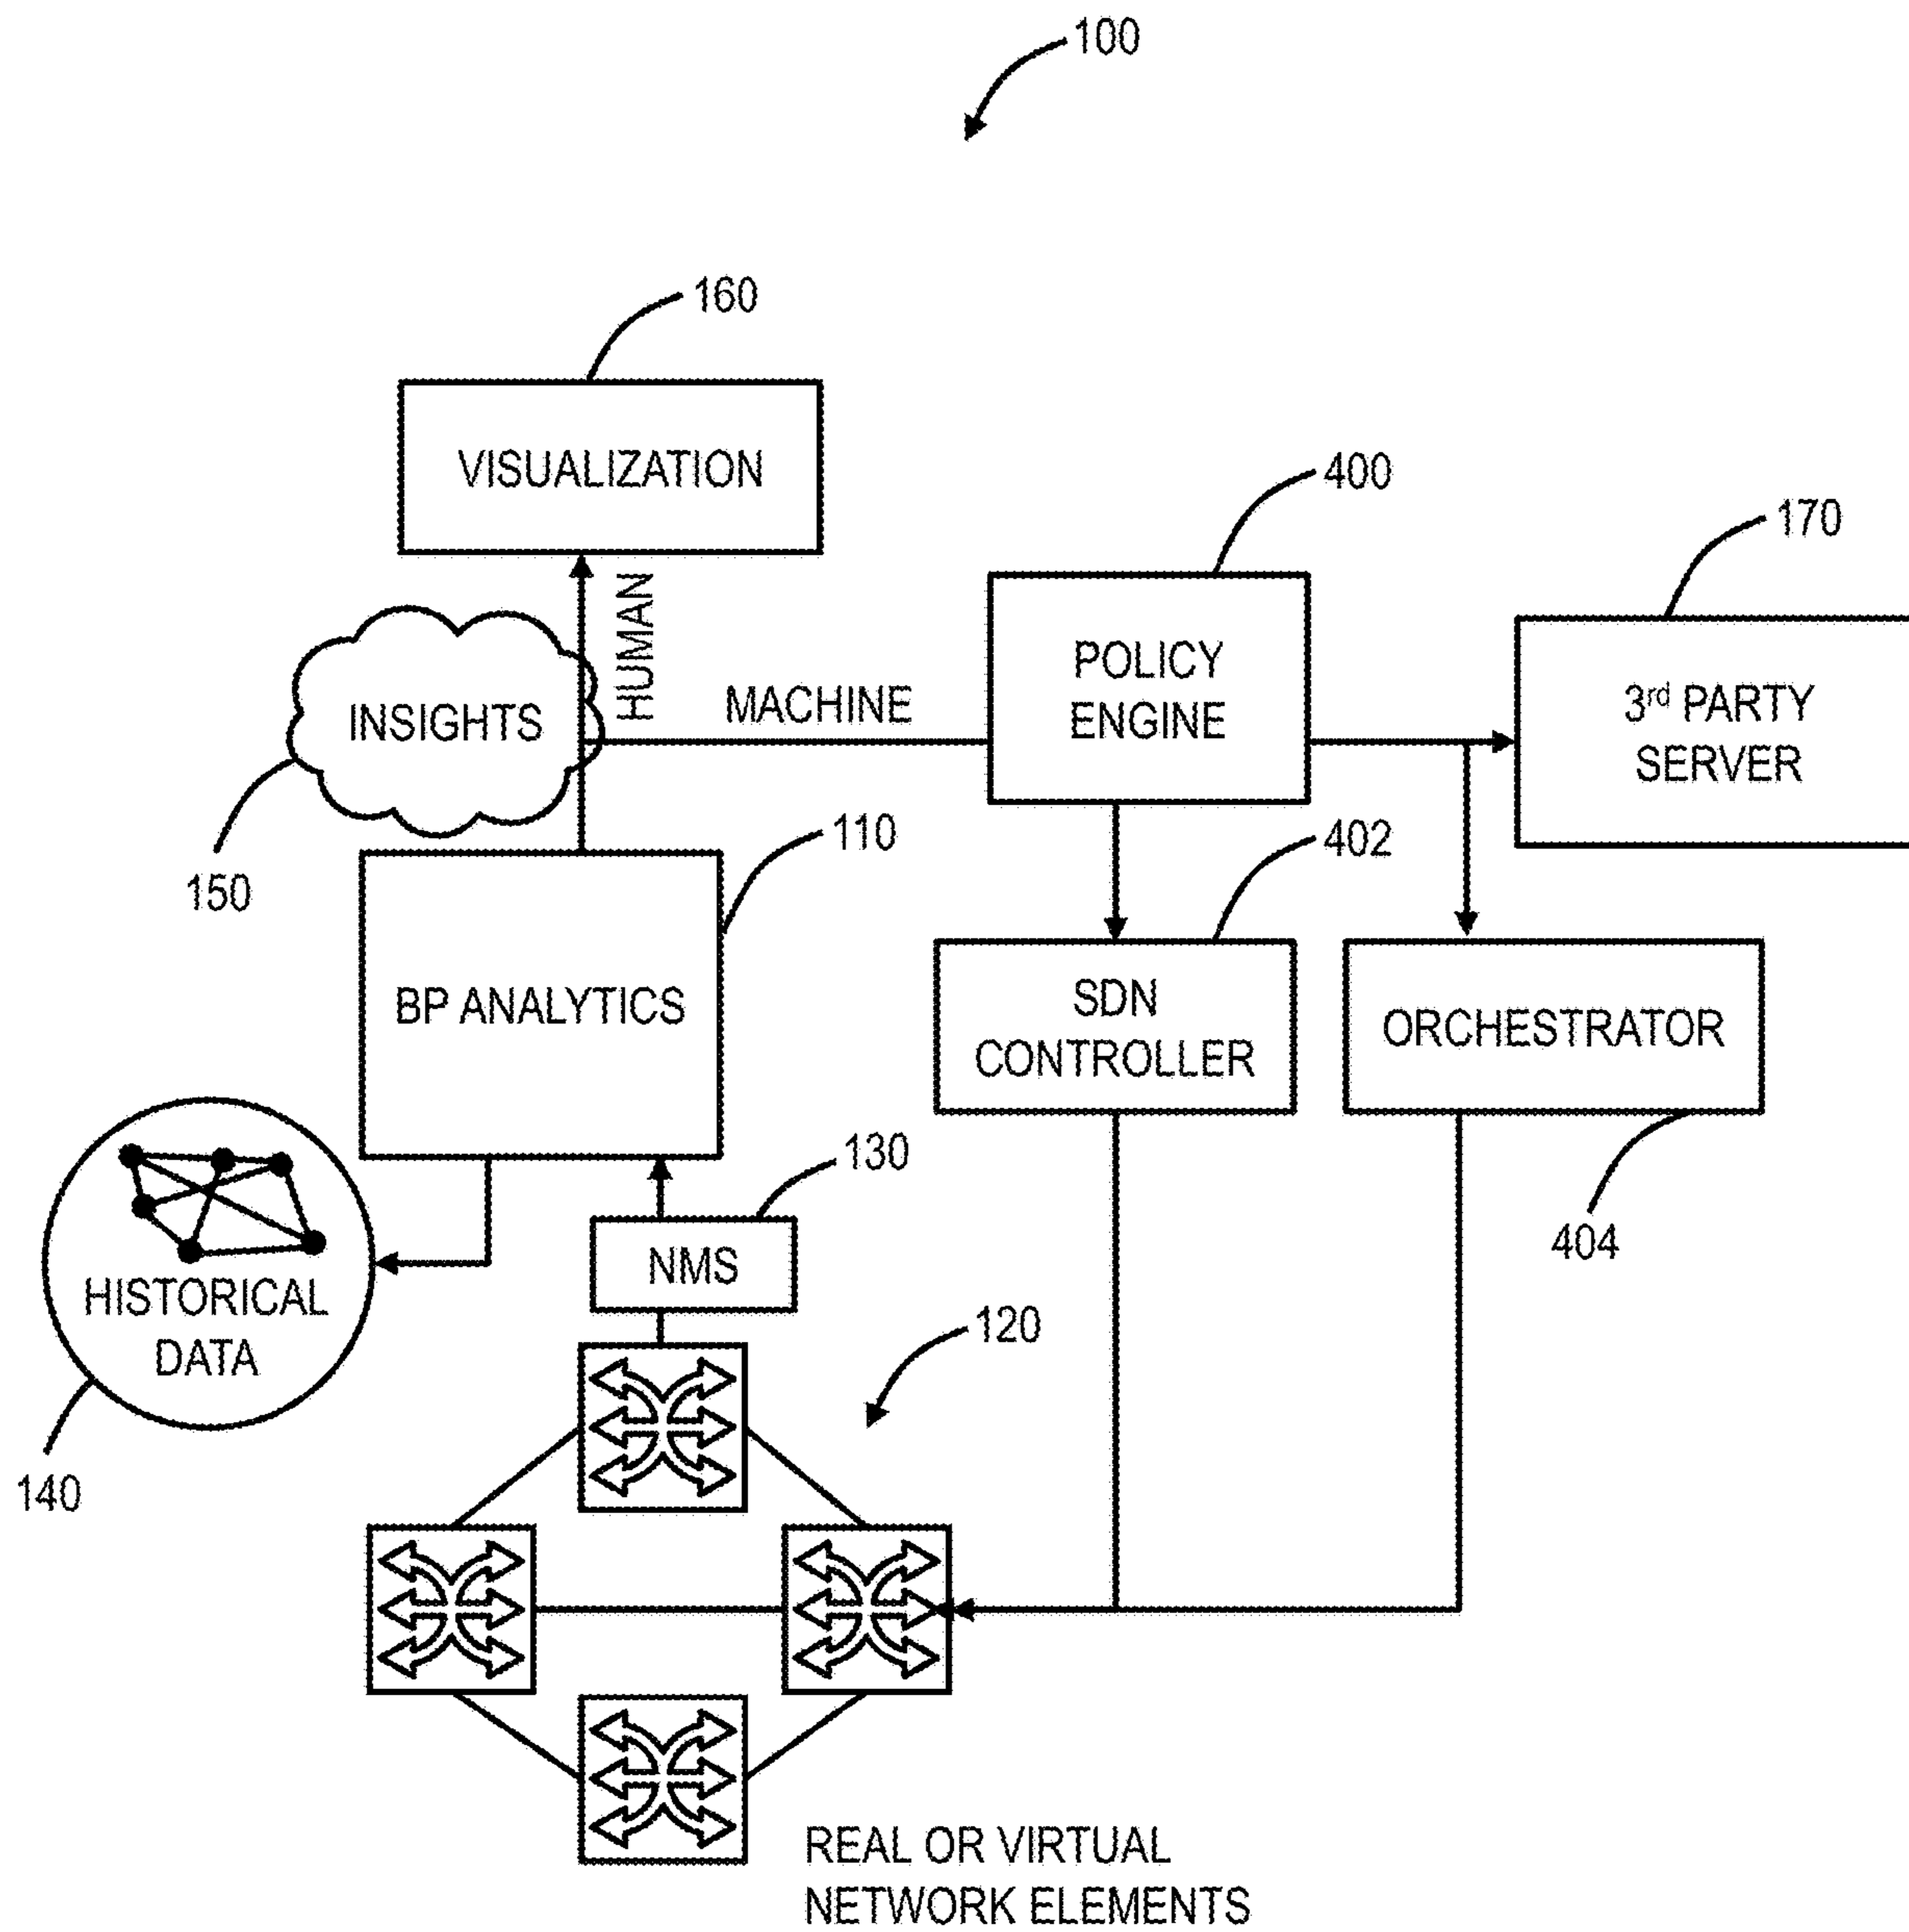 100
160
VISUALIZATION
400
170
HUMAN
POLICY
ENGINE
MACHINE
INSIGHTS
3rd PARTY
SERVER
150
110
402
BP ANALYTICS
SDN
CONTROLLER
ORCHESTRATOR
130
404
NMS
HISTORICAL
DATA
120
140
REAL OR VIRTUAL
NETWORK ELEMENTS